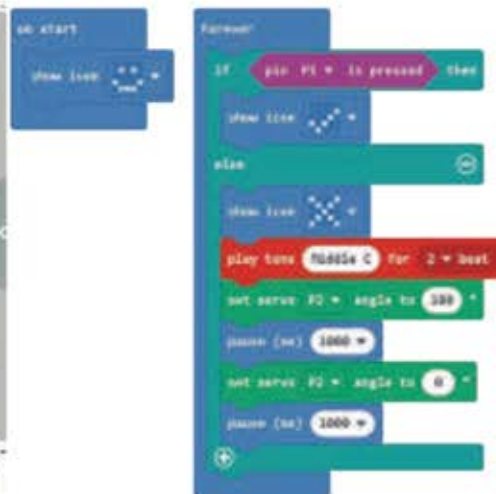 on start
show icon
forever
if pin P1 is pressed then
show icon
else
show icon
play tone Middle C for 2 beat
set servo P2 angle to °
pause (ms) 1000
set servo P2 angle to 0 °
pause (ms) 1000